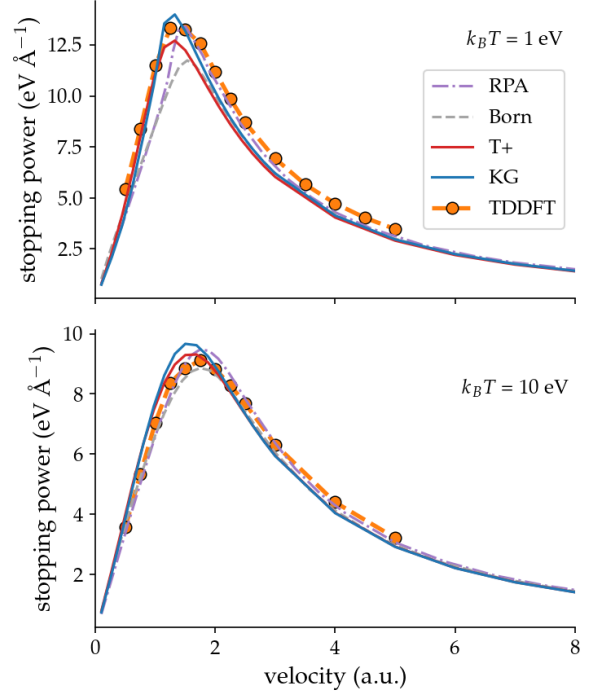 stopping power (eV Å⁻¹)
12.5
10.0
7.5
5.0
2.5
k_BT = 1 eV
RPA
Born
T+
KG
TDDFT
stopping power (eV Å⁻¹)
10
8
6
4
2
k_BT = 10 eV
0 2 4 6 8
velocity (a.u.)